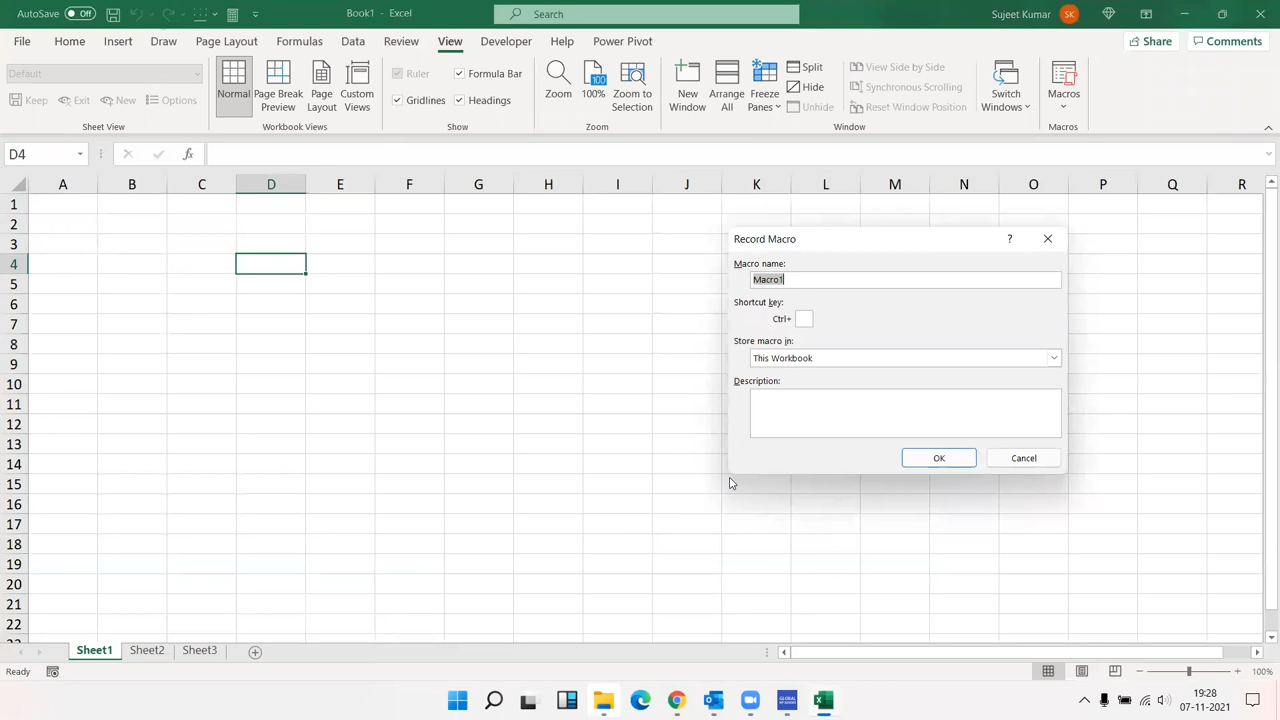 AutoSave Off Book1 - Excel Search Sujeet Kumar SK
File Home Insert Draw Page Layout Formulas Data Review View Developer Help Power Pivot Share Comments
Default
Keep Exit New Options
Sheet View
Normal Page Break Preview Page Layout Custom Views
Workbook Views
Ruler Formula Bar
Gridlines Headings
Show
Zoom 100% Zoom to Selection
Zoom
New Window Arrange All Freeze Panes
Split
Hide
Unhide
View Side by Side
Synchronous Scrolling
Reset Window Position
Switch Windows
Window
Macros
Macros
D4 fx
A B C D E F G H I J K L M N O P Q R
1
2
3
4
5
6
7
8
9
10
11
12
13
14
15
16
17
18
19
20
21
22
Record Macro ?
Macro name:
Macro1
Shortcut key:
Ctrl+
Store macro in:
This Workbook
Description:
OK Cancel
Sheet1 Sheet2 Sheet3
Ready 100%
19:28
07-11-2021